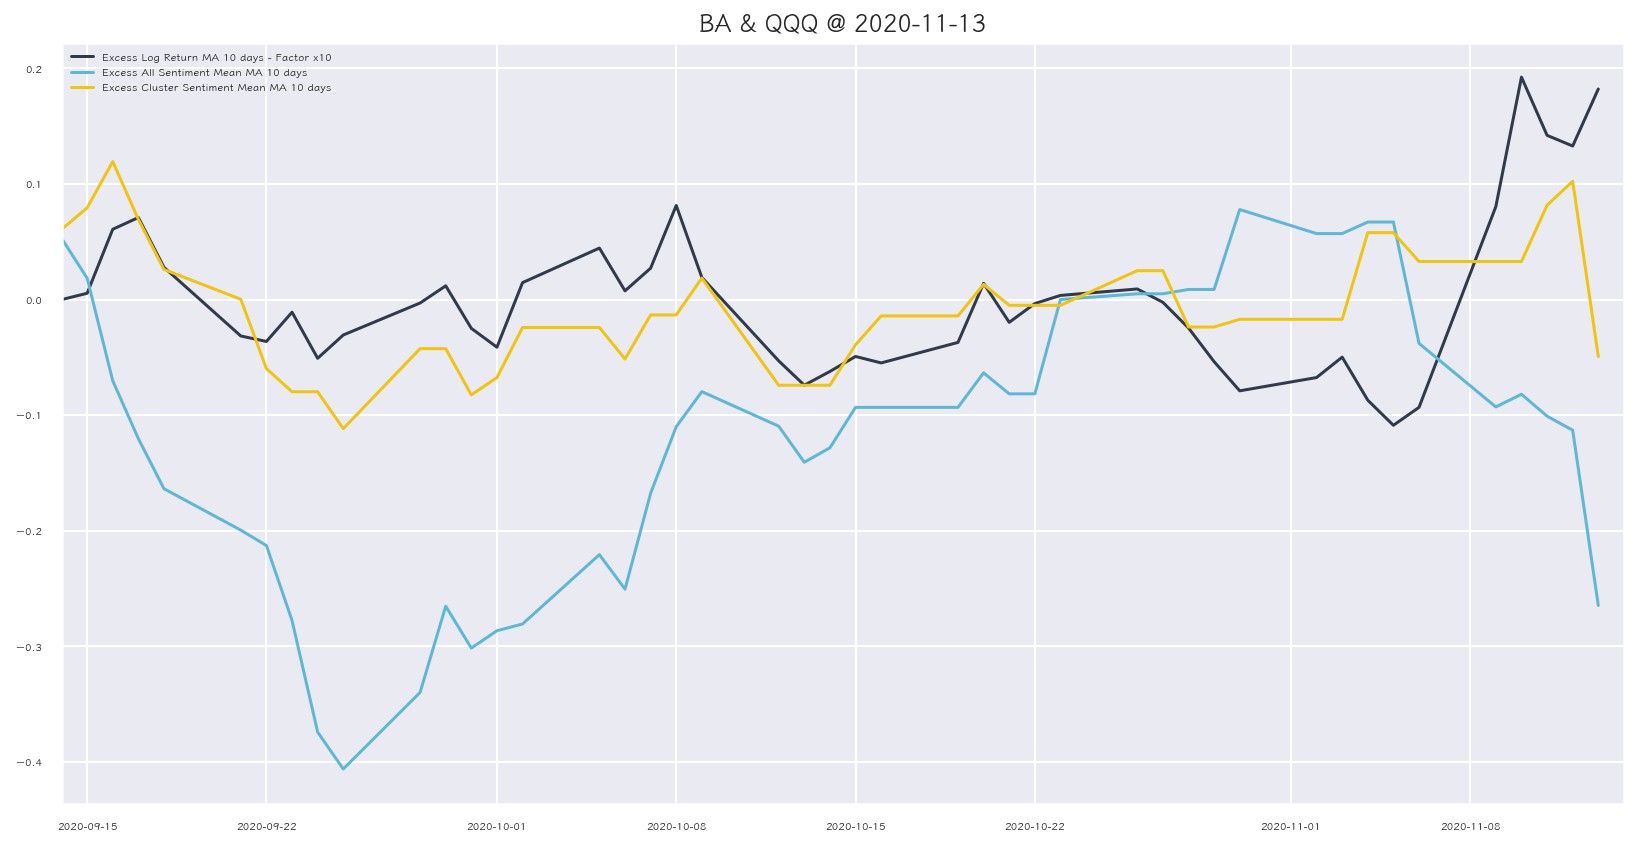 BA & QQQ @ 2020-11-13
Excess Log Return MA 10 days - Factor x10
Excess All Sentiment Mean MA 10 days
Excess Cluster Sentiment Mean MA 10 days
0.2
0.1
0.0
−0.1
−0.2
−0.3
−0.4
2020-09-15 2020-09-22 2020-10-01 2020-10-08 2020-10-15 2020-10-22 2020-11-01 2020-11-08